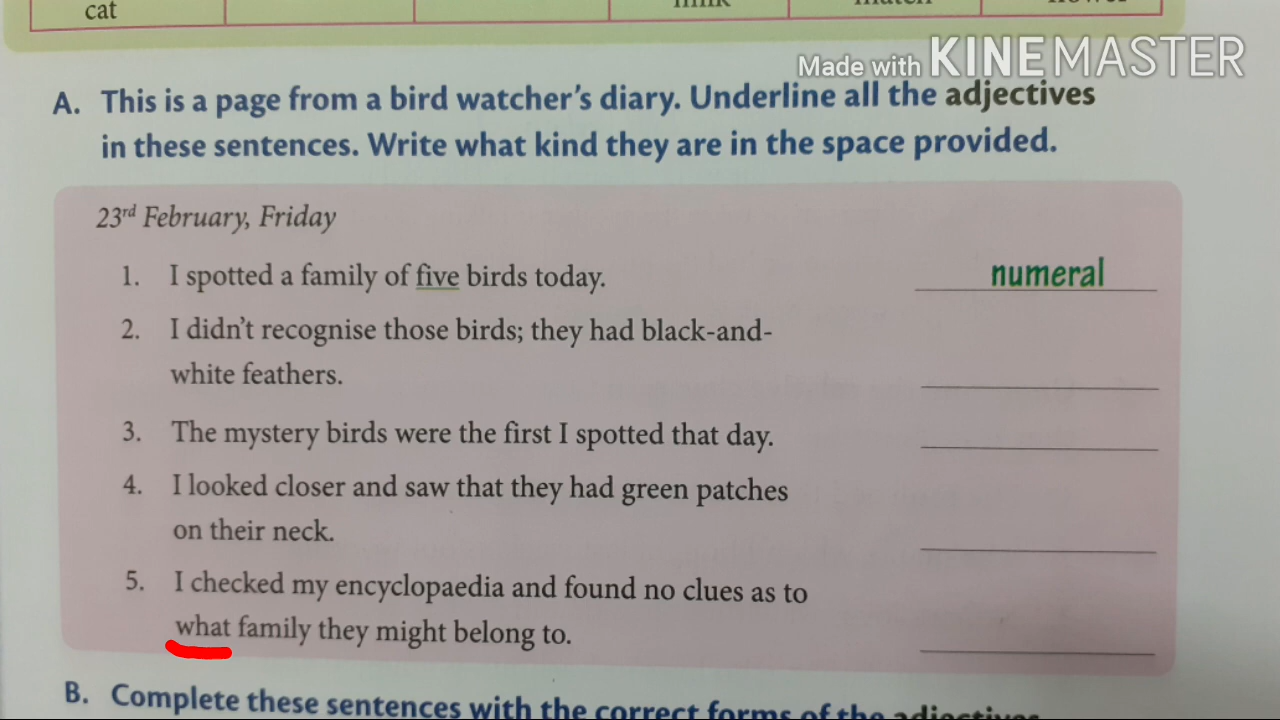 cat
Made with KINEMASTER
A. This is a page from a bird watcher's diary. Underline all the adjectives
in these sentences. Write what kind they are in the space provided.
23rd February, Friday
1. I spotted a family of five birds today. numeral
2. I didn't recognise those birds; they had black-and-
white feathers.
3. The mystery birds were the first I spotted that day.
4. I looked closer and saw that they had green patches
on their neck.
5. I checked my encyclopaedia and found no clues as to
what family they might belong to.
B. Complete these sentences with the correct forms of the adjectives